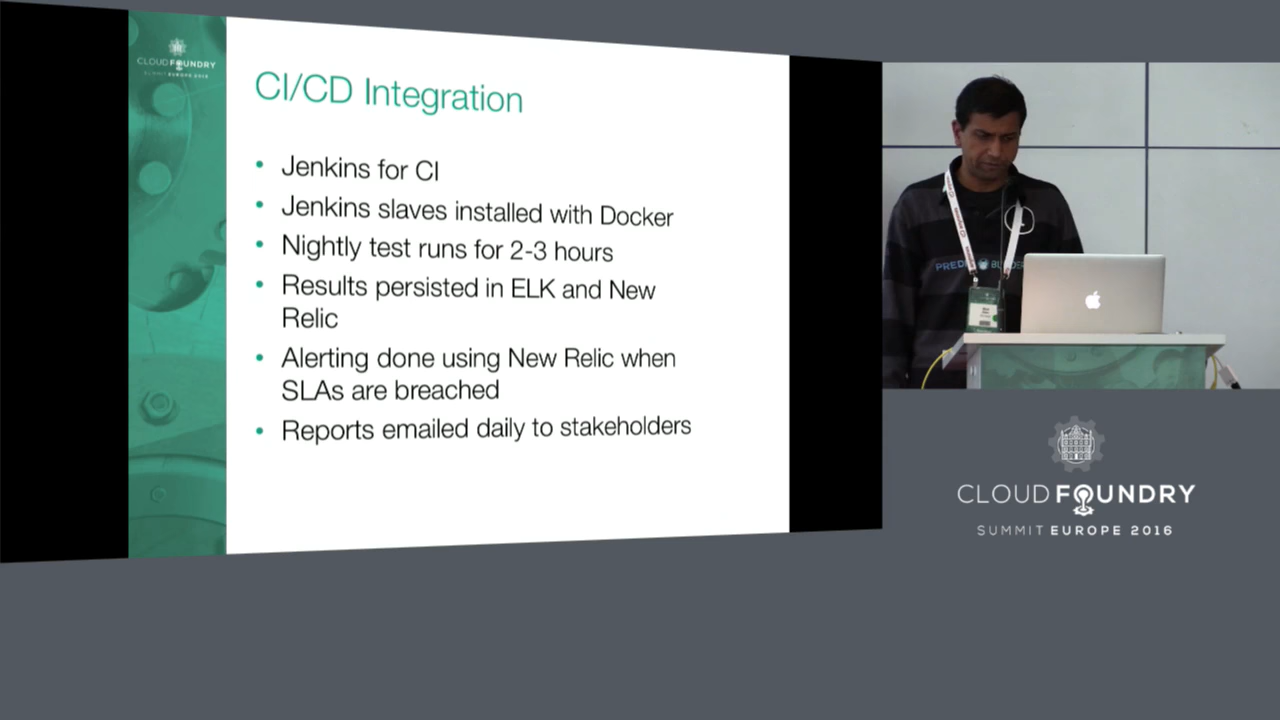 CLOUD FOUNDRY
SUMMIT EUROPE 2016
CI/CD Integration
• Jenkins for CI
• Jenkins slaves installed with Docker
• Nightly test runs for 2-3 hours
• Results persisted in ELK and New
Relic
• Alerting done using New Relic when
SLAs are breached
• Reports emailed daily to stakeholders
CLOUD FOUNDRY
SUMMIT EUROPE 2016